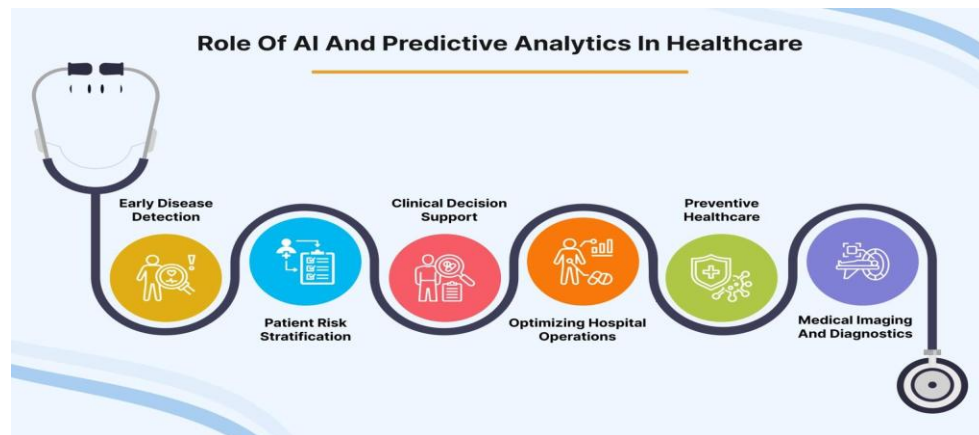 Role Of AI And Predictive Analytics In Healthcare
Early Disease
Detection
Patient Risk
Stratification
Clinical Decision
Support
Optimizing Hospital
Operations
Preventive
Healthcare
Medical Imaging
And Diagnostics